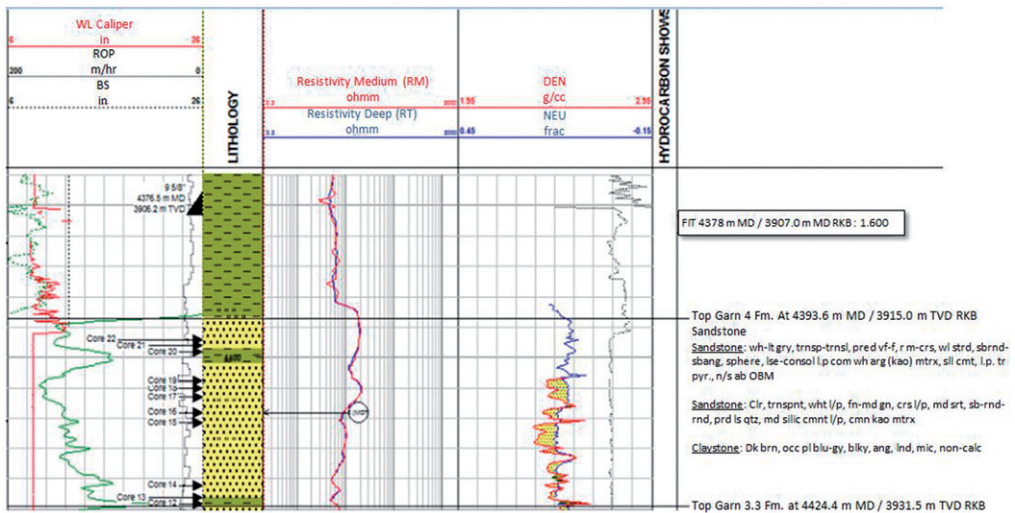 WL Caliper
in
6 26
ROP
m/hr
200 0
BS
in
6 26
LITHOLOGY
Resistivity Medium (RM)
ohmm
Resistivity Deep (RT)
ohmm
DEN
g/cc
1.95 2.95
NEU
frac
0.45 -0.15
HYDROCARBON SHOWS
9 5/8"
4376.5 m MD
3906.2 m TVD
FIT 4378 m MD / 3907.0 m MD RKB: 1.600
Top Garn 4 Fm. At 4393.6 m MD / 3915.0 m TVD RKB
Sandstone
Sandstone: wh-lt gry, trnsp-trnsl, pred vf-f, r m-crs, wl strd, sbrnd-
sbang, sphere, lse-consol l.p com wh arg (kao) mtrx, sll cmt, l.p. tr
pyr., n/s ab OBM
Core 22
Core 21
Core 20
4400
Core 19
Core 17
Core 16
Core 15
Sandstone: Clr, trnspnt, wht l/p, fn-md gn, crs l/p, md srt, sb-rnd-
rnd, prd ls qtz, md silic cmnt l/p, cmn kao mtrx
Claystone: Dk brn, occ pl blu-gy, blky, ang, Ind, mic, non-calc
Core 14
Core 13
Core 12
Top Garn 3.3 Fm. at 4424.4 m MD / 3931.5 m TVD RKB